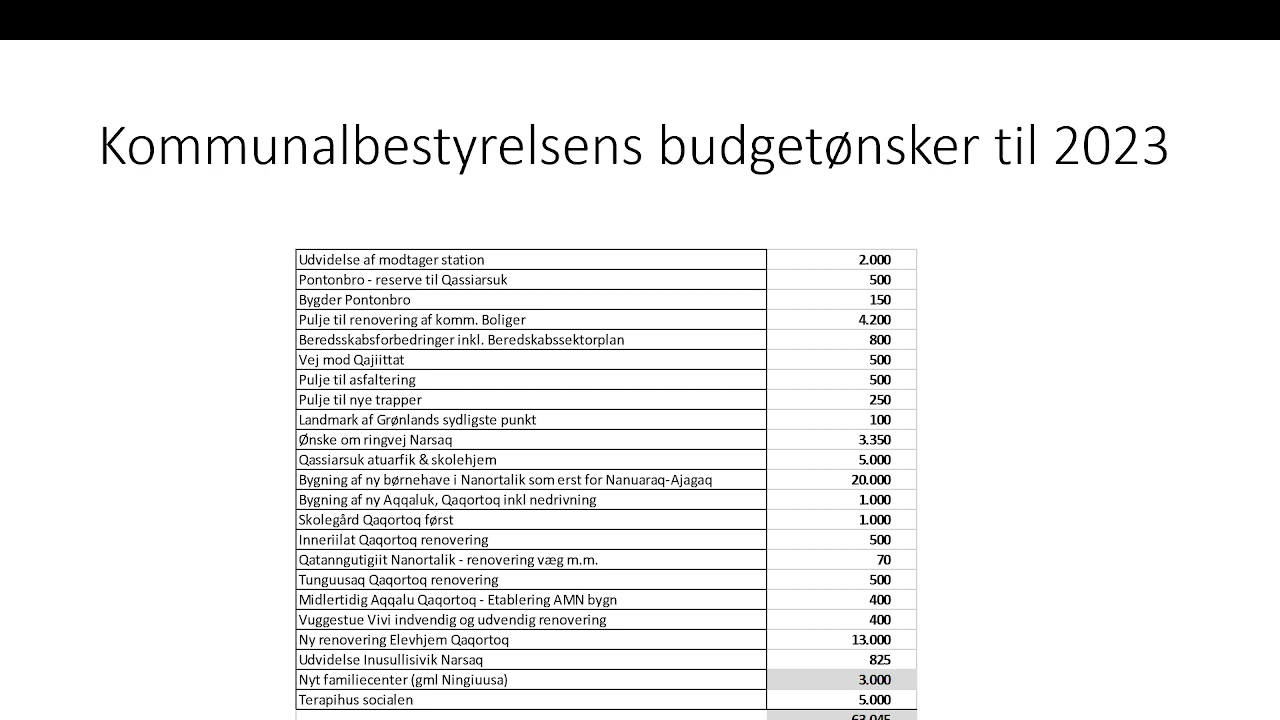 Kommunalbestyrelsens budgetønsker til 2023
Udvidelse af modtager station 2.000
Pontonbro - reserve til Qassiarsuk 500
Bygder Pontonbro 150
Pulje til renovering af komm. Boliger 4.200
Beredsskabsforbedringer inkl. Beredskabssektorplan 800
Vej mod Qajiittat 500
Pulje til asfaltering 500
Pulje til nye trapper 250
Landmark af Grønlands sydligste punkt 100
Ønske om ringvej Narsaq 3.350
Qassiarsuk atuarfik & skolehjem 5.000
Bygning af ny børnehave i Nanortalik som erst for Nanuaraq-Ajagaq 20.000
Bygning af ny Aqqaluk, Qaqortoq inkl nedrivning 1.000
Skolegård Qaqortoq først 1.000
Inneriilat Qaqortoq renovering 500
Qatanngutigiit Nanortalik - renovering væg m.m. 70
Tunguusaq Qaqortoq renovering 500
Midlertidig Aqqalu Qaqortoq - Etablering AMN bygn 400
Vuggestue Vivi indvendig og udvendig renovering 400
Ny renovering Elevhjem Qaqortoq 13.000
Udvidelse Inusullisivik Narsaq 825
Nyt familiecenter (gml Ningiuusa) 3.000
Terapihus socialen 5.000
63.045